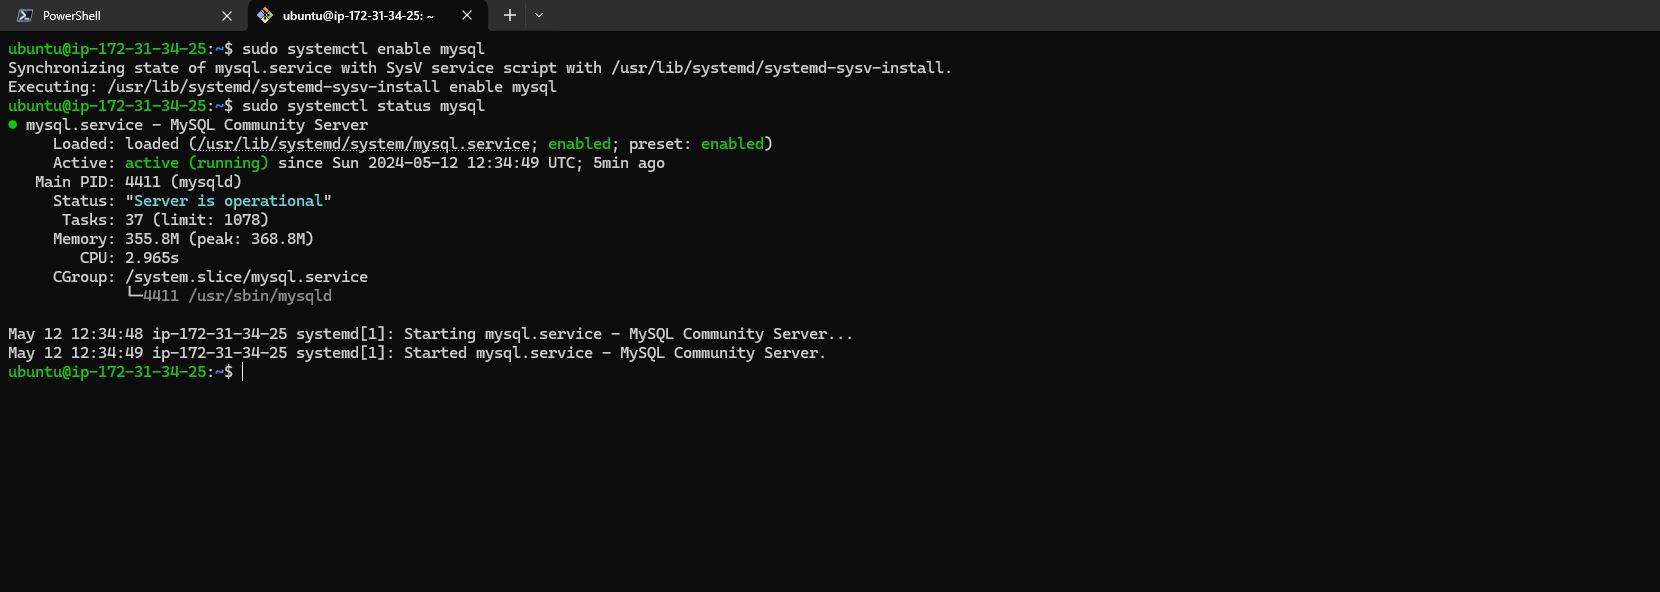 PowerShell
ubuntu@ip-172-31-34-25: ~
ubuntu@ip-172-31-34-25:~$ sudo systemctl enable mysql
Synchronizing state of mysql.service with SysV service script with /usr/lib/systemd/systemd-sysv-install.
Executing: /usr/lib/systemd/systemd-sysv-install enable mysql
ubuntu@ip-172-31-34-25:~$ sudo systemctl status mysql
● mysql.service - MySQL Community Server
     Loaded: loaded (/usr/lib/systemd/system/mysql.service; enabled; preset: enabled)
     Active: active (running) since Sun 2024-05-12 12:34:49 UTC; 5min ago
   Main PID: 4411 (mysqld)
     Status: "Server is operational"
      Tasks: 37 (limit: 1078)
     Memory: 355.8M (peak: 368.8M)
        CPU: 2.965s
     CGroup: /system.slice/mysql.service
             └─4411 /usr/sbin/mysqld
May 12 12:34:48 ip-172-31-34-25 systemd[1]: Starting mysql.service - MySQL Community Server...
May 12 12:34:49 ip-172-31-34-25 systemd[1]: Started mysql.service - MySQL Community Server.
ubuntu@ip-172-31-34-25:~$